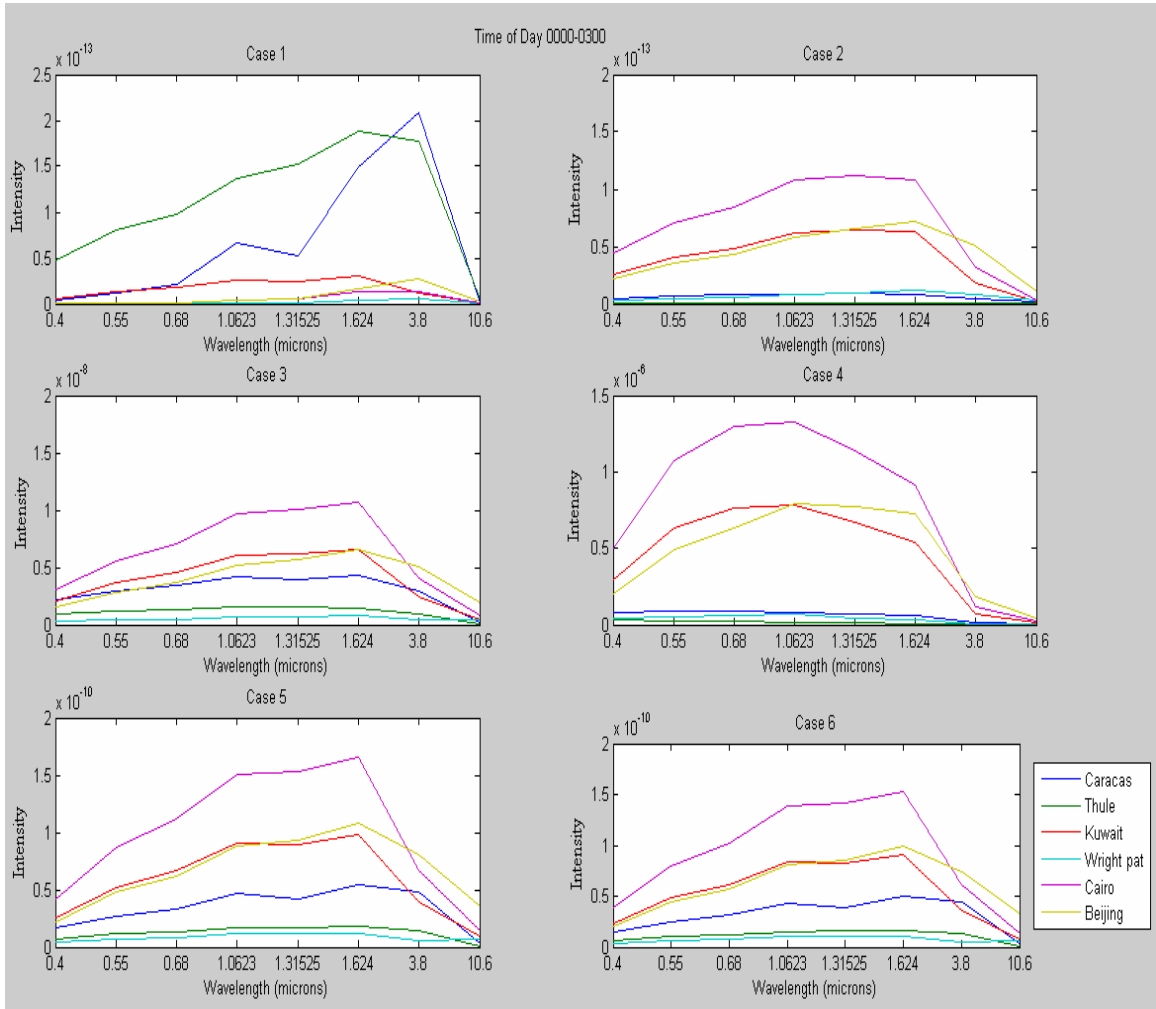 Time of Day 0000-0300
x 10^-13
Case 1
2.5
2
1.5
1
0.5
0
Intensity
0.4 0.55 0.68 1.0623 1.31525 1.624 3.8 10.6
Wavelength (microns)
x 10^-13
Case 2
2
1.5
1
0.5
0
Intensity
0.4 0.55 0.68 1.0623 1.31525 1.624 3.8 10.6
Wavelength (microns)
x 10^-8
Case 3
2
1.5
1
0.5
0
Intensity
0.4 0.55 0.68 1.0623 1.31525 1.624 3.8 10.6
Wavelength (microns)
x 10^-6
Case 4
1.5
1
0.5
0
Intensity
0.4 0.55 0.68 1.0623 1.31525 1.624 3.8 10.6
Wavelength (microns)
x 10^-10
Case 5
2
1.5
1
0.5
0
Intensity
0.4 0.55 0.68 1.0623 1.31525 1.624 3.8 10.6
Wavelength (microns)
x 10^-10
Case 6
2
1.5
1
0.5
0
Intensity
0.4 0.55 0.68 1.0623 1.31525 1.624 3.8 10.6
Wavelength (microns)
Caracas
Thule
Kuwait
Wright pat
Cairo
Beijing